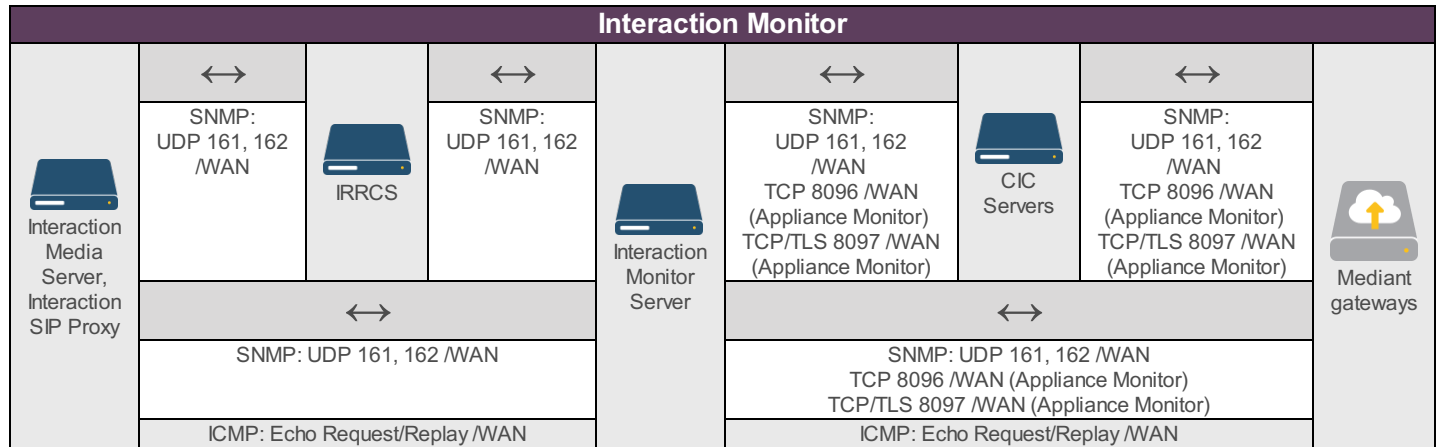 Interaction Monitor
↔
↔
↔
↔
SNMP:
UDP 161, 162
/WAN
SNMP:
UDP 161, 162
/WAN
SNMP:
UDP 161, 162
/WAN
TCP 8096 /WAN
(Appliance Monitor)
TCP/TLS 8097 /WAN
(Appliance Monitor)
SNMP:
UDP 161, 162
/WAN
TCP 8096 /WAN
(Appliance Monitor)
TCP/TLS 8097 /WAN
(Appliance Monitor)
Interaction
Media
Server,
Interaction
SIP Proxy
IRRCS
Interaction
Monitor
Server
CIC
Servers
Mediant
gateways
↔
↔
SNMP: UDP 161, 162 /WAN
SNMP: UDP 161, 162 /WAN
TCP 8096 /WAN (Appliance Monitor)
TCP/TLS 8097 /WAN (Appliance Monitor)
ICMP: Echo Request/Replay /WAN
ICMP: Echo Request/Replay /WAN